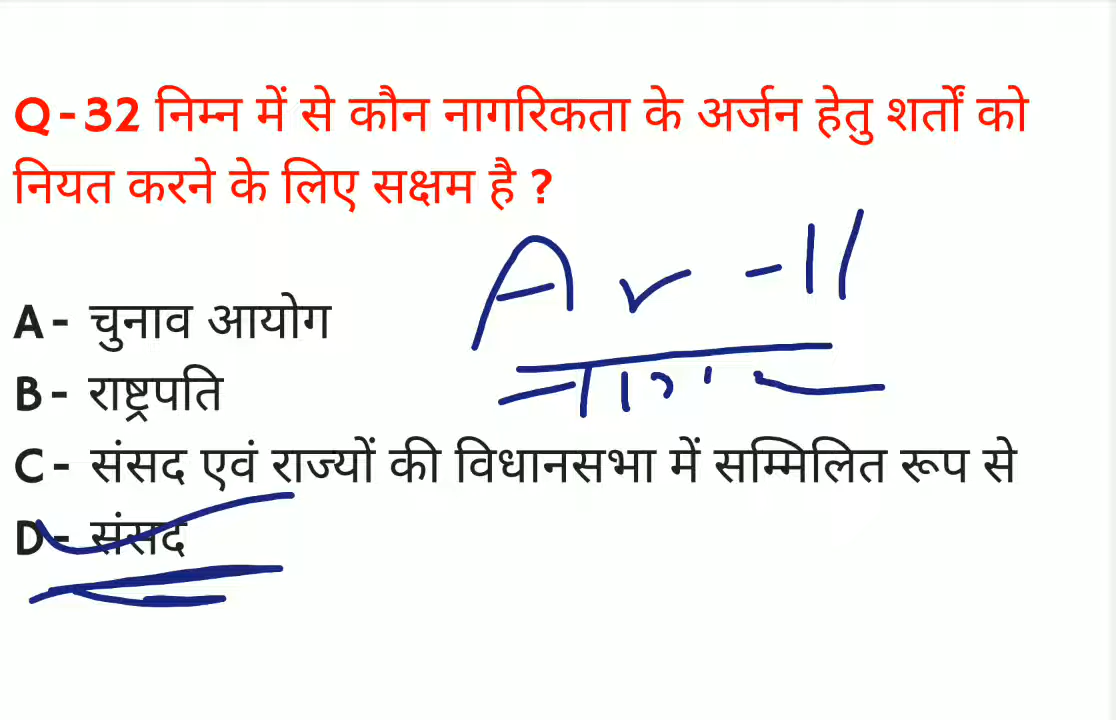 Q-32 निम्न में से कौन नागरिकता के अर्जन हेतु शर्तों को
नियत करने के लिए सक्षम है ?
Ar-11
A- चुनाव आयोग
B- राष्ट्रपति
C- संसद एवं राज्यों की विधानसभा में सम्मिलित रूप से
D- संसद